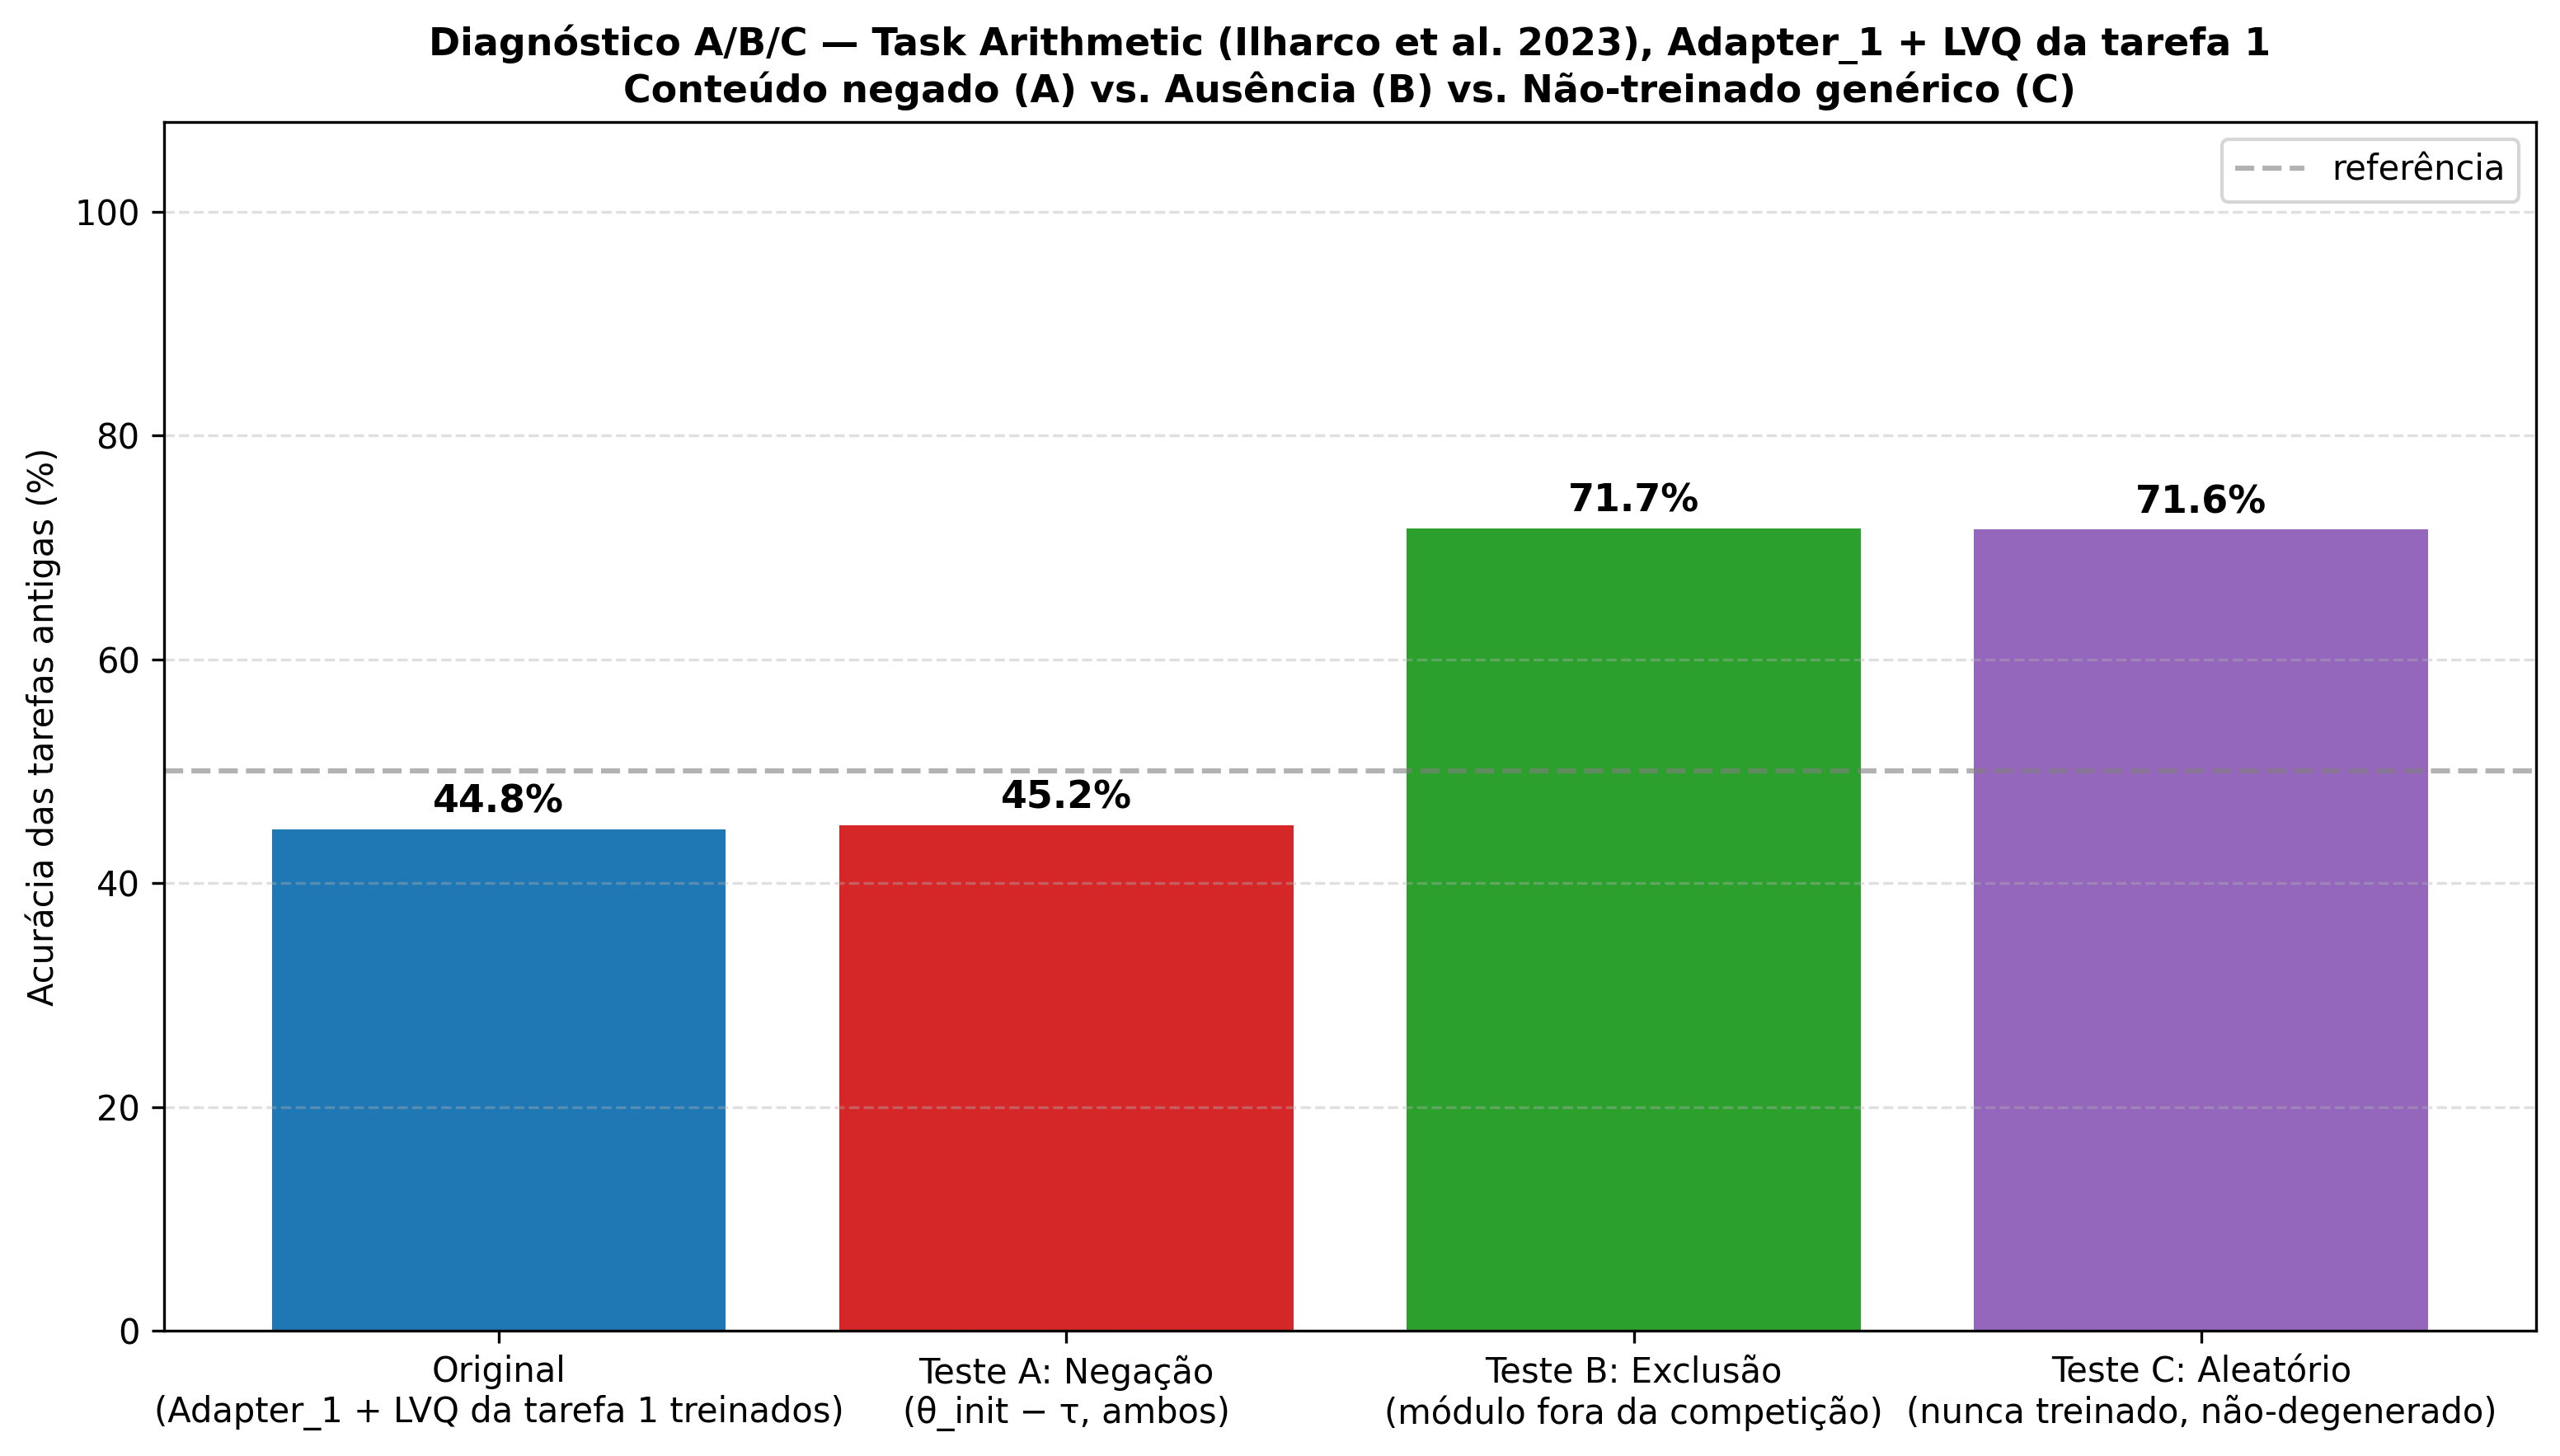 Diagnóstico A/B/C — Task Arithmetic (Ilharco et al. 2023), Adapter_1 + LVQ da tarefa 1
Conteúdo negado (A) vs. Ausência (B) vs. Não-treinado genérico (C)
referência
Acurácia das tarefas antigas (%)
100
80
60
40
20
0
44.8%
45.2%
71.7%
71.6%
Original
(Adapter_1 + LVQ da tarefa 1 treinados)
Teste A: Negação
(θ_init − τ, ambos)
Teste B: Exclusão
(módulo fora da competição)
Teste C: Aleatório
(nunca treinado, não-degenerado)